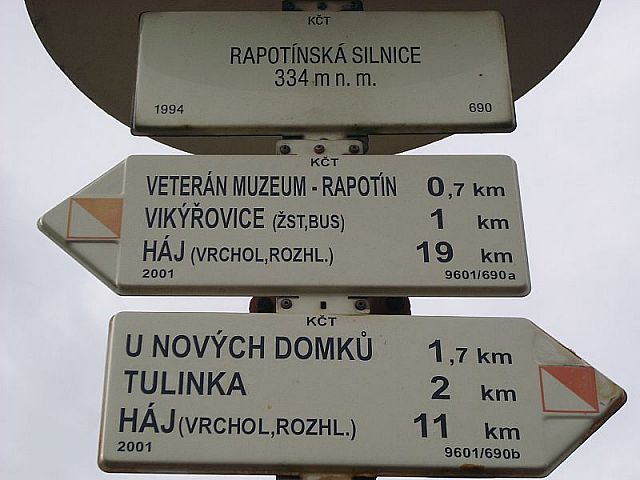 KČT
RAPOTÍNSKÁ SILNICE
334 m n. m.
1994 690
KČT
VETERÁN MUZEUM - RAPOTÍN 0,7 km
VIKÝŘOVICE (ŽST,BUS) 1 km
HÁJ (VRCHOL,ROZHL.) 19 km
2001 9601/690a
KČT
U NOVÝCH DOMKŮ 1,7 km
TULINKA 2 km
HÁJ (VRCHOL,ROZHL.) 11 km
2001 9601/690b